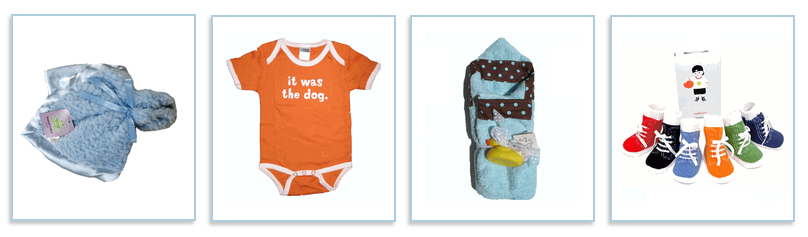 it was
the dog.